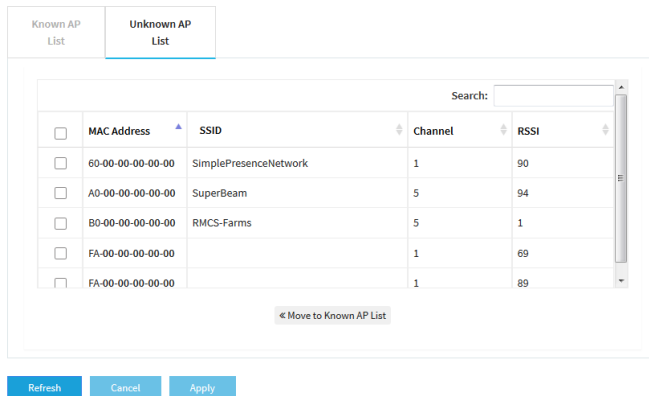 Known AP
List
Unknown AP
List
Search:
MAC Address SSID Channel RSSI
60-00-00-00-00-00 SimplePresenceNetwork 1 90
A0-00-00-00-00-00 SuperBeam 5 94
B0-00-00-00-00-00 RMCS-Farms 5 1
FA-00-00-00-00-00 1 69
FA-00-00-00-00-00 1 89
« Move to Known AP List
Refresh Cancel Apply